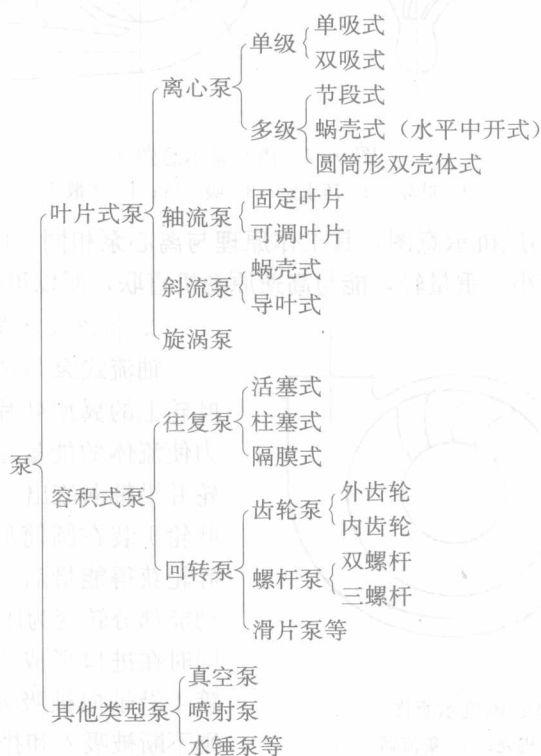 单吸式
单级
双吸式
离心泵
节段式
多级
蜗壳式（水平中开式）
圆筒形双壳体式
叶片式泵
轴流泵
固定叶片
可调叶片
斜流泵
蜗壳式
导叶式
旋涡泵
泵
往复泵
活塞式
柱塞式
隔膜式
容积式泵
齿轮泵
外齿轮
内齿轮
回转泵
螺杆泵
双螺杆
三螺杆
滑片泵等
其他类型泵
真空泵
喷射泵
水锤泵等